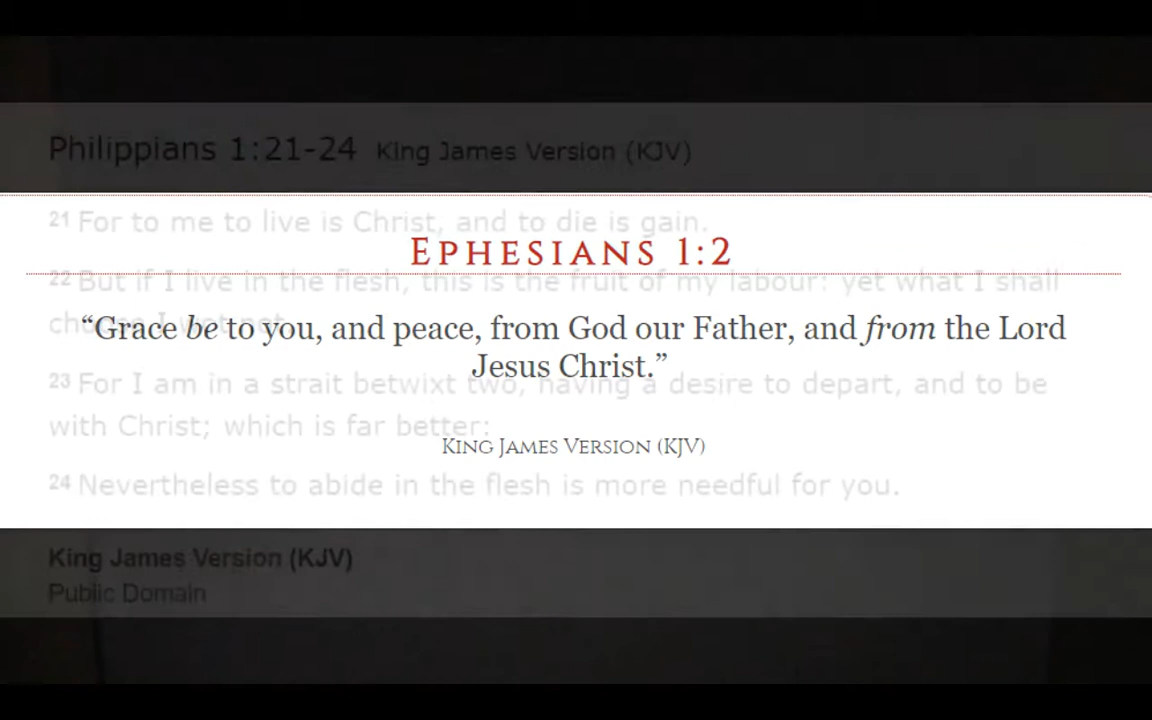 Philippians 1:21-24 King James Version (KJV)
21 For to me to live is Christ, and to die is gain.
EPHESIANS 1:2
22 But if I live in the flesh, this is the fruit of my labour: yet what I shall
choose I wot not.
“Grace be to you, and peace, from God our Father, and from the Lord
Jesus Christ.”
23 For I am in a strait betwixt two, having a desire to depart, and to be
with Christ; which is far better:
KING JAMES VERSION (KJV)
24 Nevertheless to abide in the flesh is more needful for you.
King James Version (KJV)
Public Domain